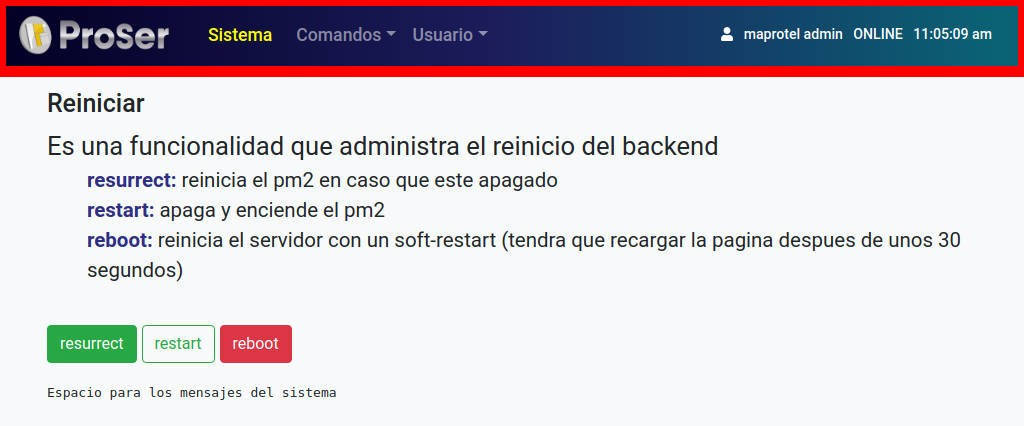 ProSer Sistema Comandos Usuario maprotel admin ONLINE 11:05:09 am
Reiniciar
Es una funcionalidad que administra el reinicio del backend
resurrect: reinicia el pm2 en caso que este apagado
restart: apaga y enciende el pm2
reboot: reinicia el servidor con un soft-restart (tendra que recargar la pagina despues de unos 30
segundos)
resurrect restart reboot
Espacio para los mensajes del sistema